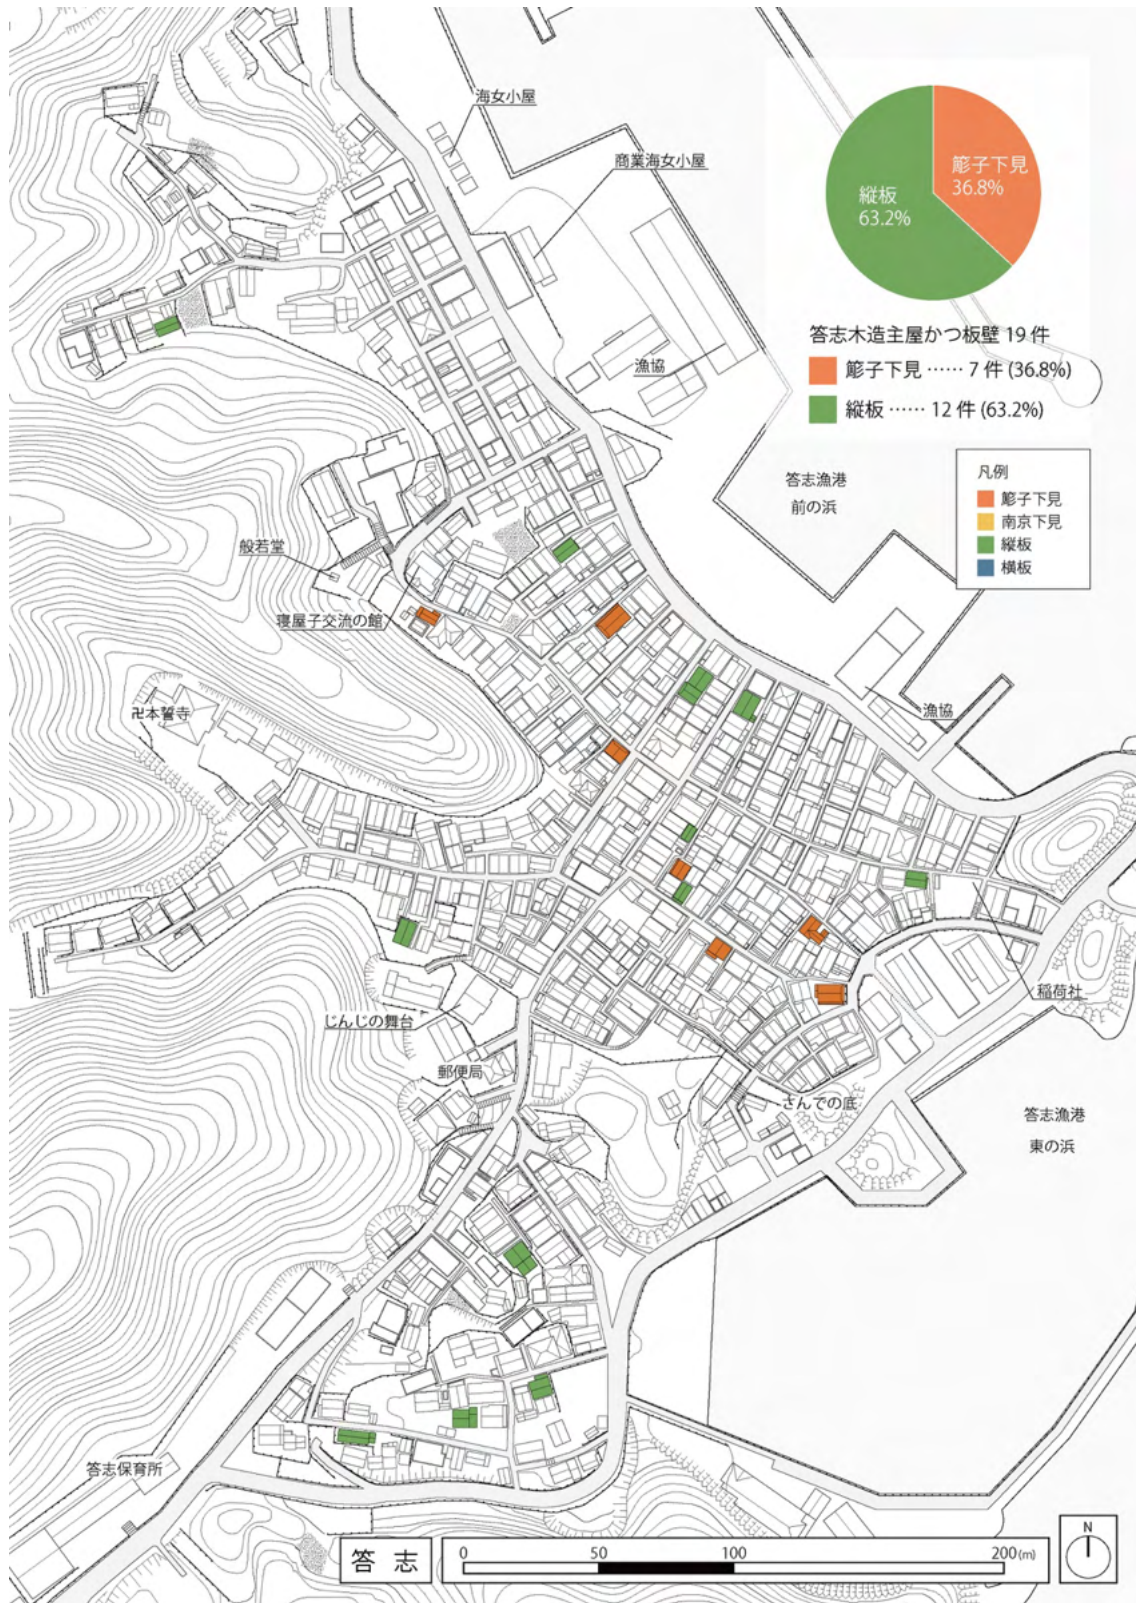 海女小屋
商業海女小屋
漁協
簓子下見
36.8%
縦板
63.2%
答志木造主屋かつ板壁 19 件
簓子下見 …… 7 件 (36.8%)
縦板 …… 12 件 (63.2%)
凡例
簓子下見
南京下見
縦板
横板
答志漁港
前の浜
般若堂
寝屋子交流の館
卍本誓寺
漁協
稲荷社
じんじの舞台
郵便局
さんでの底
答志漁港
東の浜
答志保育所
答 志
0 50 100 200(m)
N